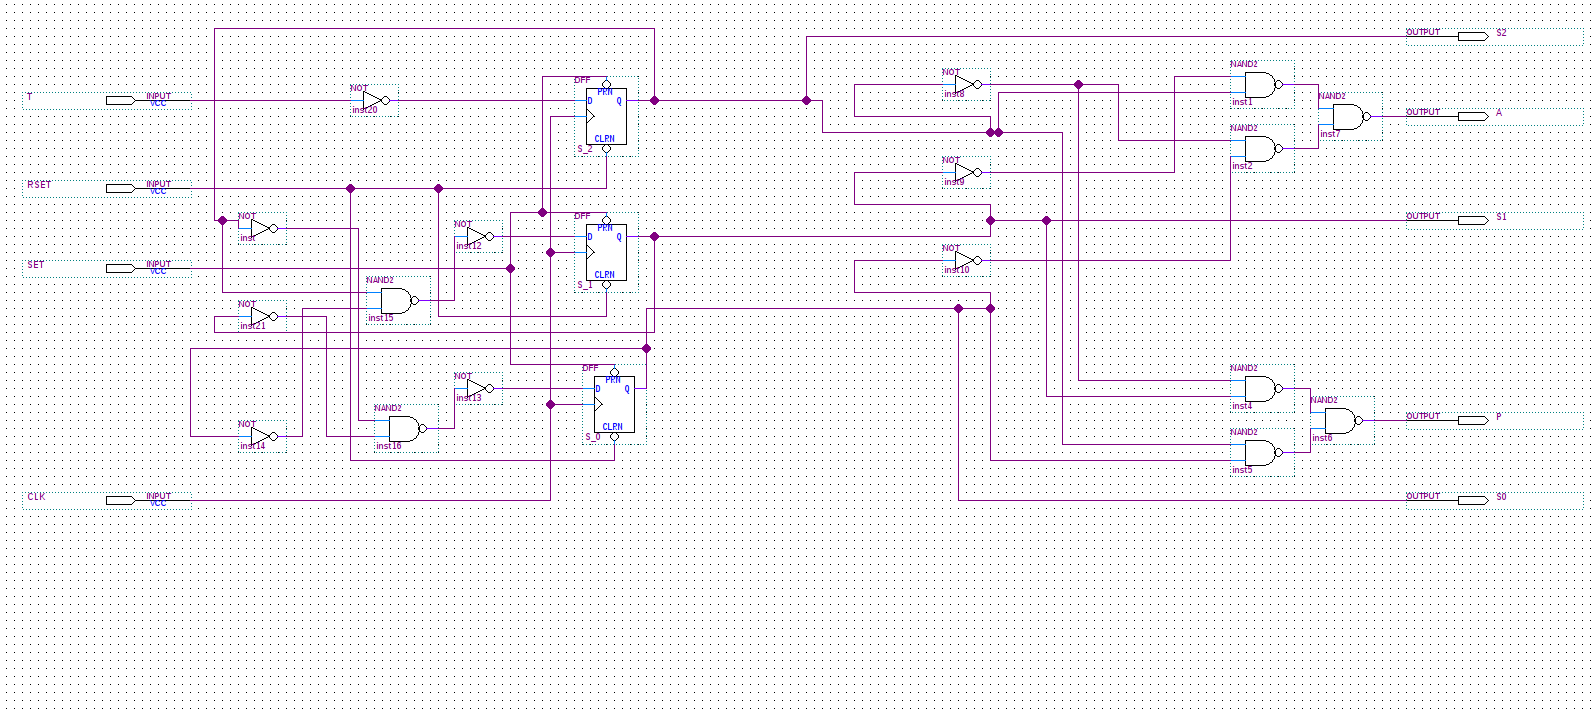 OUTPUT S2
NOT
inst8
NAND2
inst1
DFF
PRN
D Q
CLRN
S_2
T INPUT
VCC
NOT
inst20
NAND2
inst7
OUTPUT A
NAND2
inst2
NOT
inst9
RSET INPUT
VCC
NOT
inst
NOT
inst12
DFF
PRN
D Q
CLRN
S_1
OUTPUT S1
NOT
inst10
SET INPUT
VCC
NAND2
inst15
NOT
inst21
NOT
inst13
DFF
PRN
D Q
CLRN
S_0
NAND2
inst4
NAND2
inst6
OUTPUT P
NOT
inst14
NAND2
inst16
NAND2
inst5
CLK INPUT
VCC
OUTPUT S0